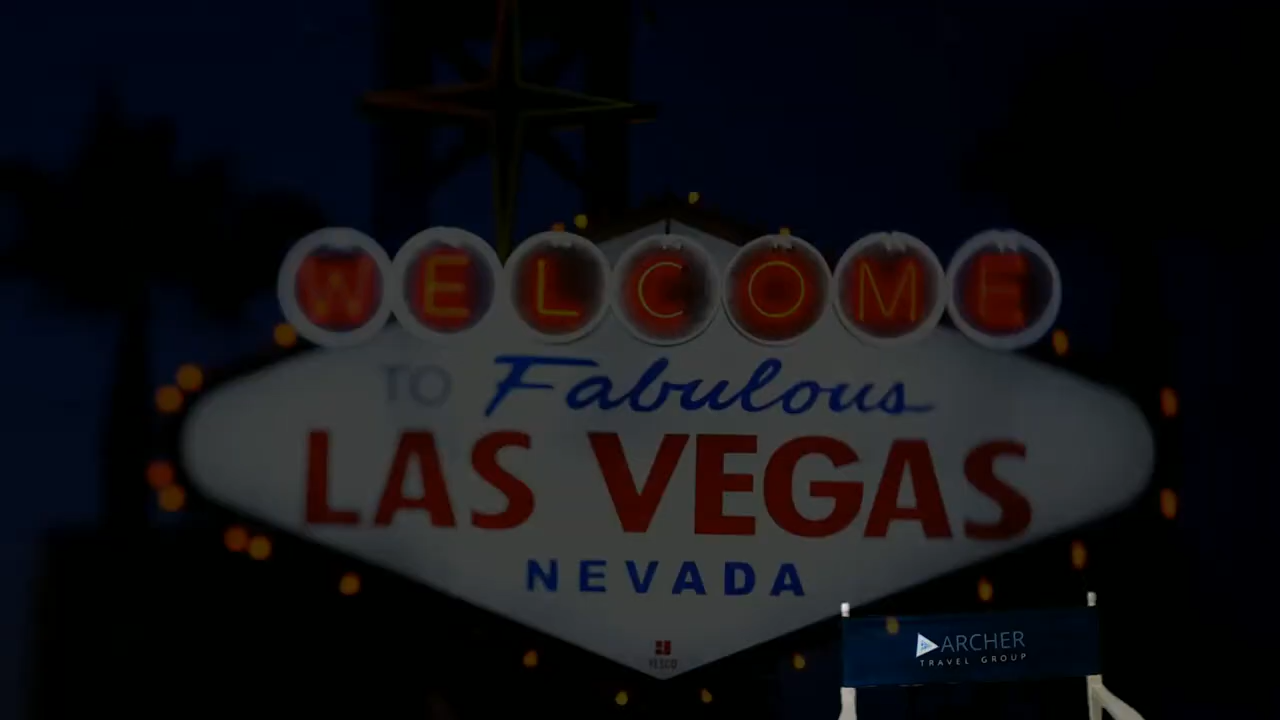 WELCOME
TO Fabulous
LAS VEGAS
NEVADA
YESCO
ARCHER
TRAVEL GROUP